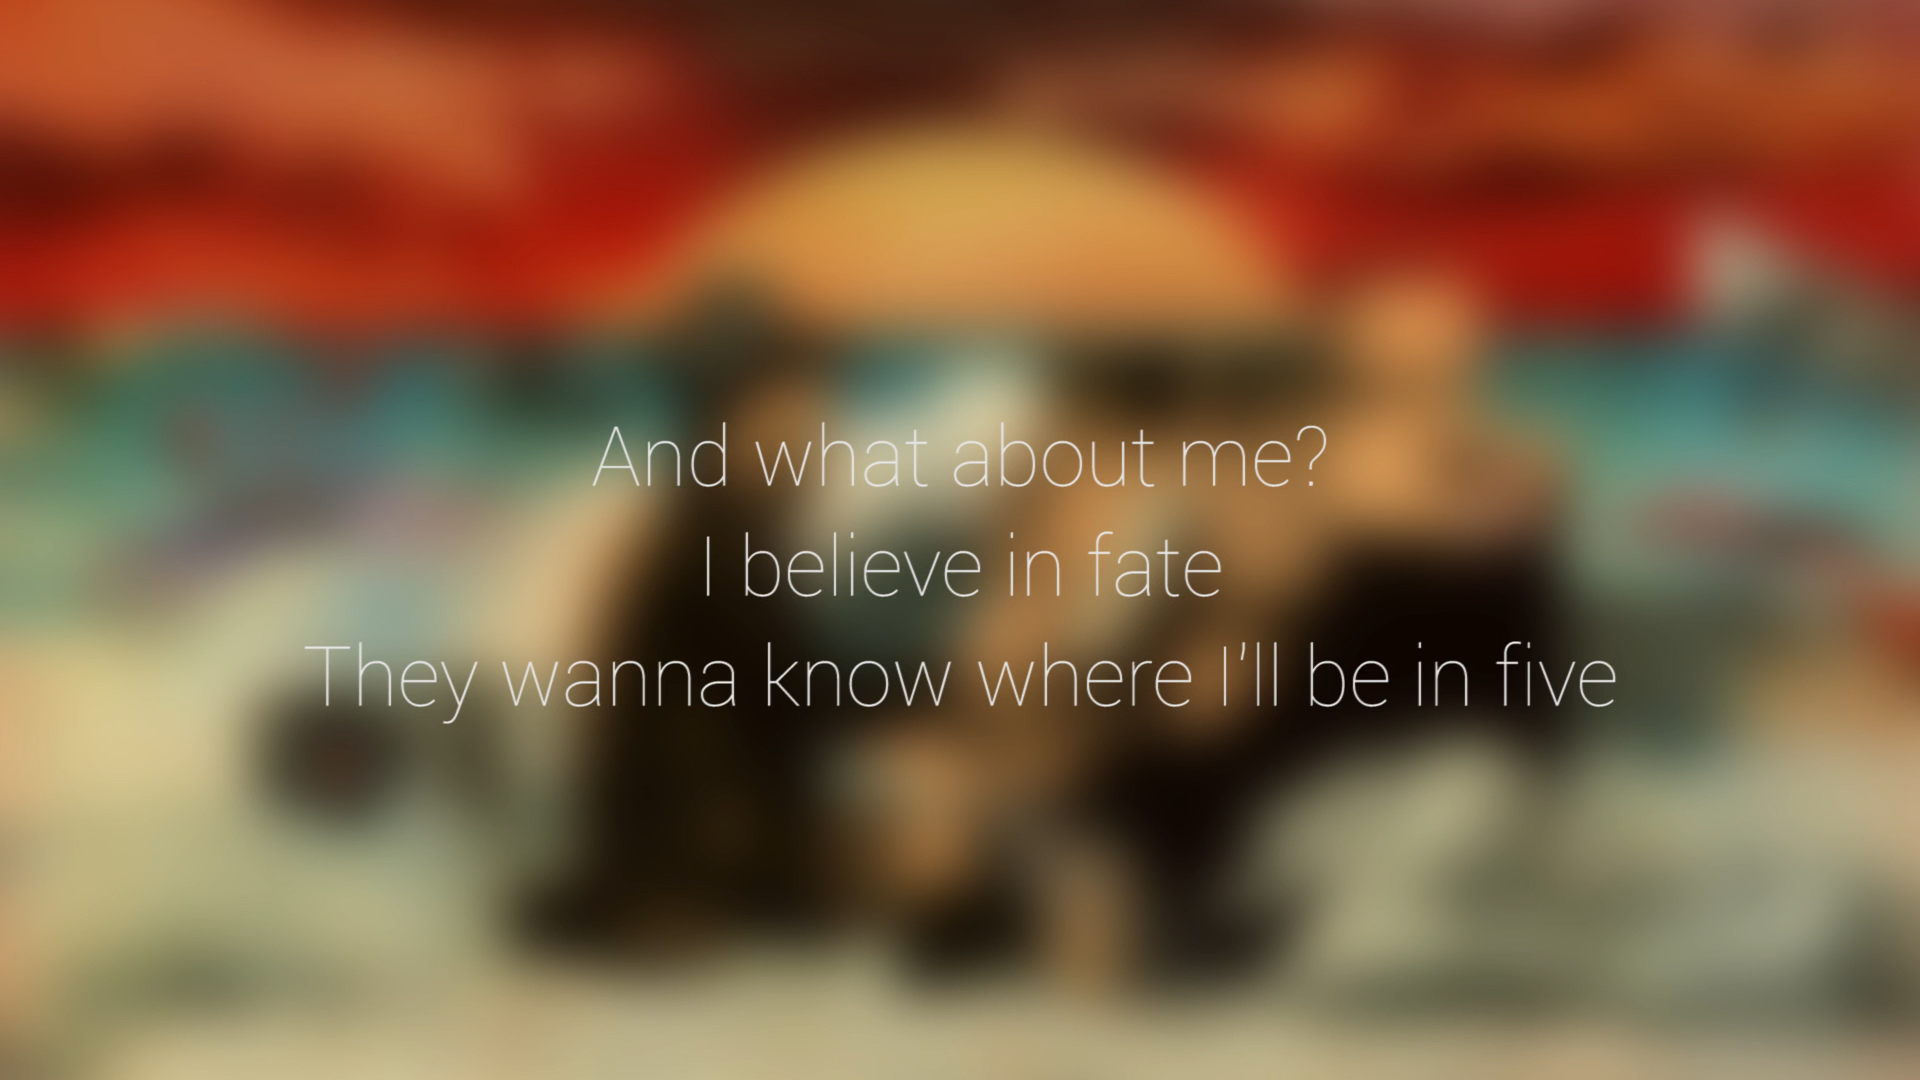 And what about me?
I believe in fate
They wanna know where I'll be in five